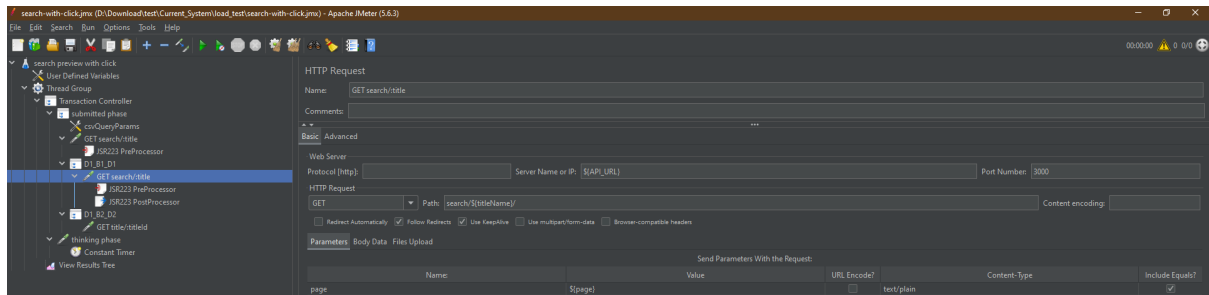 search-with-click.jmx (D:\Download\test\Current_System\load_test\search-with-click.jmx) - Apache JMeter (5.6.3)
File Edit Search Run Options Tools Help
00:00:00 0 0/0
search preview with click
User Defined Variables
Thread Group
Transaction Controller
submitted phase
csvQueryParams
GET search/:title
JSR223 PreProcessor
D1_B1_D1
GET search/:title
JSR223 PreProcessor
JSR223 PostProcessor
D1_B2_D2
GET title/:titleId
thinking phase
Constant Timer
View Results Tree
HTTP Request
Name: GET search/:title
Comments:
Basic Advanced
Web Server
Protocol [http]: Server Name or IP: ${API_URL} Port Number: 3000
HTTP Request
GET Path: search/${titleName}/ Content encoding:
Redirect Automatically Follow Redirects Use KeepAlive Use multipart/form-data Browser-compatible headers
Parameters Body Data Files Upload
Send Parameters With the Request:
Name: Value URL Encode? Content-Type Include Equals?
page ${page} text/plain